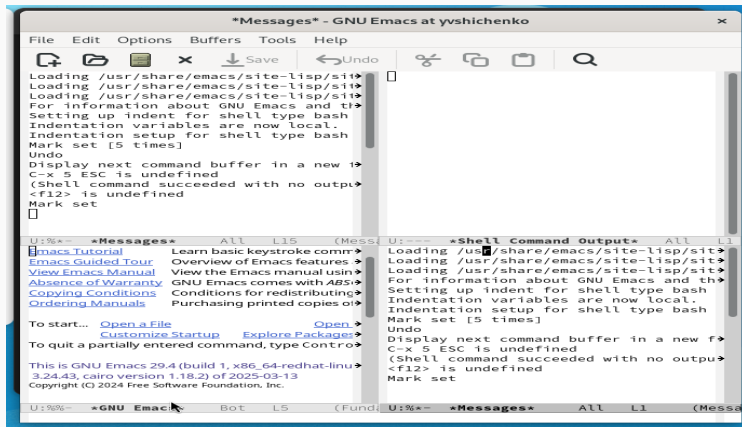 *Messages* - GNU Emacs at yvshichenko
File Edit Options Buffers Tools Help
Save Undo
Loading /usr/share/emacs/site-lisp/sit
Loading /usr/share/emacs/site-lisp/sit
Loading /usr/share/emacs/site-lisp/sit
For information about GNU Emacs and th
Setting up indent for shell type bash
Indentation variables are now local.
Indentation setup for shell type bash
Mark set [5 times]
Undo
Display next command buffer in a new f
C-x 5 ESC is undefined
(Shell command succeeded with no outpu
<f12> is undefined
Mark set
U:%*- *Messages* All L15 (Messa
U:--- *Shell Command Output* All L1
Emacs Tutorial Learn basic keystroke comm
Emacs Guided Tour Overview of Emacs features
View Emacs Manual View the Emacs manual usin
Absence of Warranty GNU Emacs comes with ABS
Copying Conditions Conditions for redistributing
Ordering Manuals Purchasing printed copies o
To start... Open a File Open
Customize Startup Explore Packages
To quit a partially entered command, type Contro
This is GNU Emacs 29.4 (build 1, x86_64-redhat-linu
3.24.43, cairo version 1.18.2) of 2025-03-13
Copyright (C) 2024 Free Software Foundation, Inc.
U:%%- *GNU Emac Bot L5 (Funda
Loading /usr/share/emacs/site-lisp/sit
Loading /usr/share/emacs/site-lisp/sit
Loading /usr/share/emacs/site-lisp/sit
For information about GNU Emacs and th
Setting up indent for shell type bash
Indentation variables are now local.
Indentation setup for shell type bash
Mark set [5 times]
Undo
Display next command buffer in a new f
C-x 5 ESC is undefined
(Shell command succeeded with no outpu
<f12> is undefined
Mark set
U:%*- *Messages* All L1 (Messa